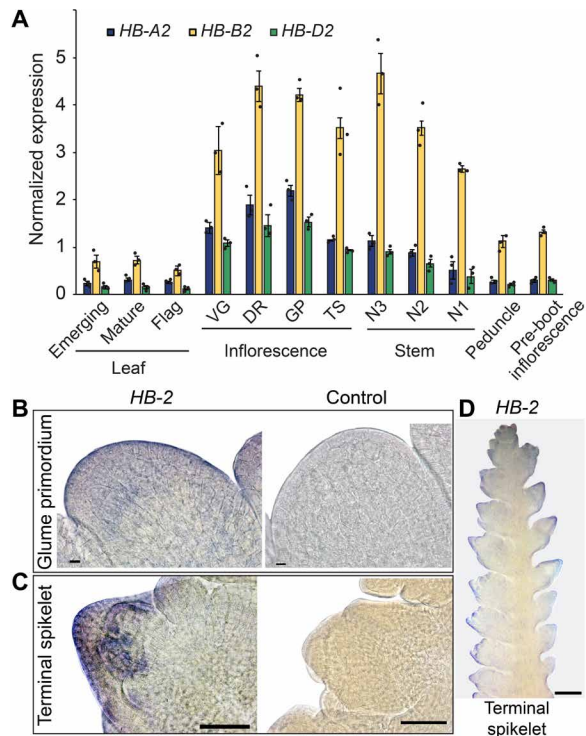 A
HB-A2 HB-B2 HB-D2
Normalized expression
5
4
3
2
1
0
Emerging
Mature
Flag
VG
DR
GP
TS
N3
N2
N1
Peduncle
Pre-boot
inflorescence
Leaf
Inflorescence
Stem
B
HB-2
Control
D
HB-2
Glume primordium
C
Terminal spikelet
Terminal
spikelet